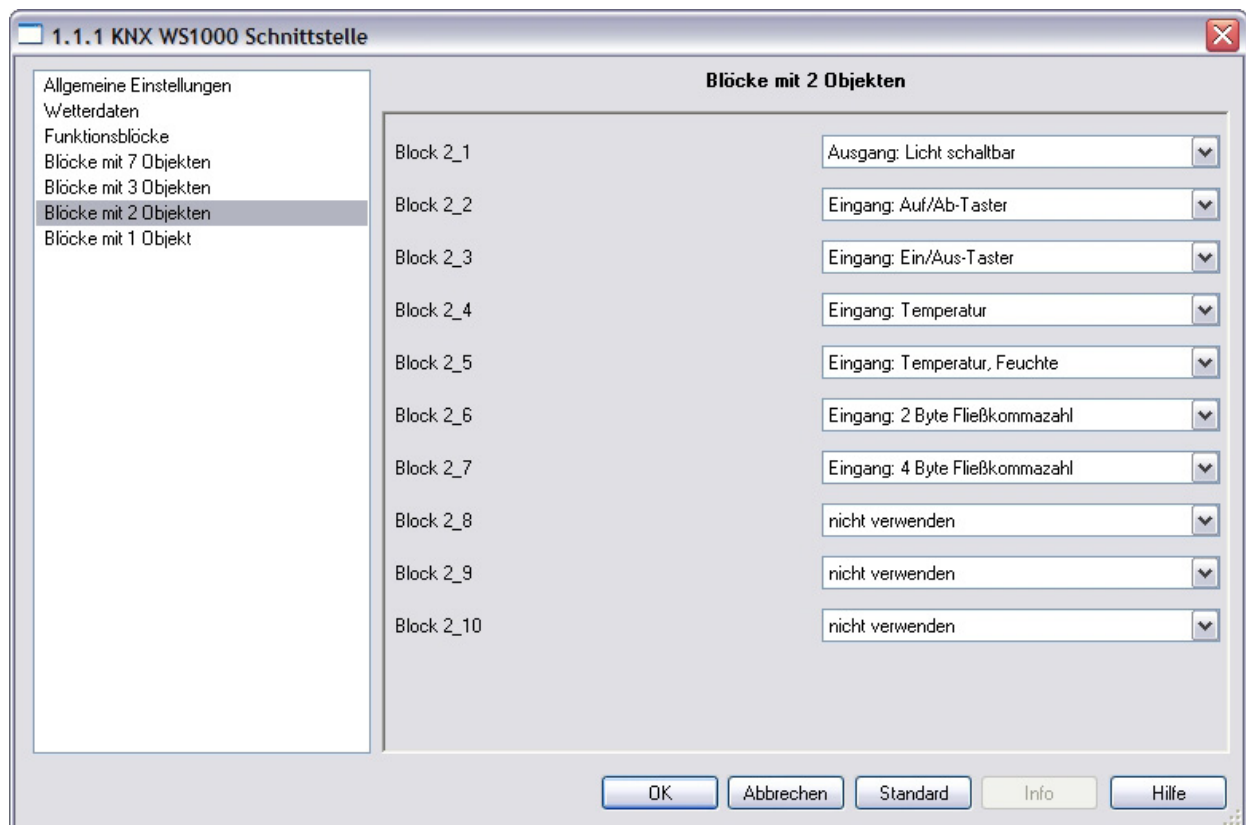 1.1.1 KNX WS1000 Schnittstelle
Allgemeine Einstellungen
Wetterdaten
Funktionsblöcke
Blöcke mit 7 Objekten
Blöcke mit 3 Objekten
Blöcke mit 2 Objekten
Blöcke mit 1 Objekt
Blöcke mit 2 Objekten
Block 2_1 Ausgang: Licht schaltbar
Block 2_2 Eingang: Auf/Ab-Taster
Block 2_3 Eingang: Ein/Aus-Taster
Block 2_4 Eingang: Temperatur
Block 2_5 Eingang: Temperatur, Feuchte
Block 2_6 Eingang: 2 Byte Fließkommazahl
Block 2_7 Eingang: 4 Byte Fließkommazahl
Block 2_8 nicht verwenden
Block 2_9 nicht verwenden
Block 2_10 nicht verwenden
OK Abbrechen Standard Info Hilfe